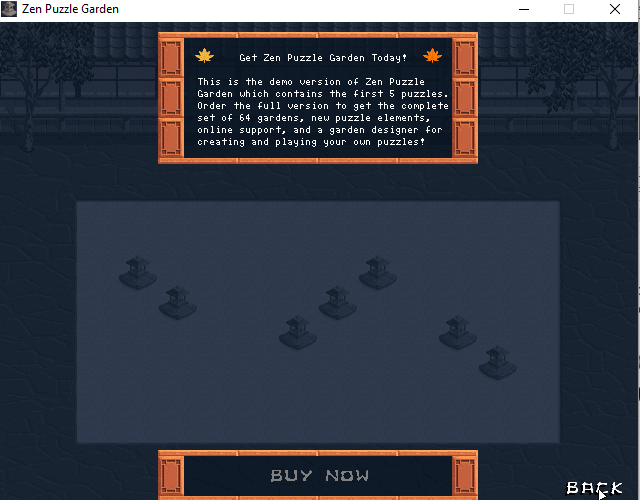 Zen Puzzle Garden
Get Zen Puzzle Garden Today!
This is the demo version of Zen Puzzle
Garden which contains the first 5 puzzles.
Order the full version to get the complete
set of 64 gardens, new puzzle elements,
online support, and a garden designer for
creating and playing your own puzzles!
BUY NOW
BACK